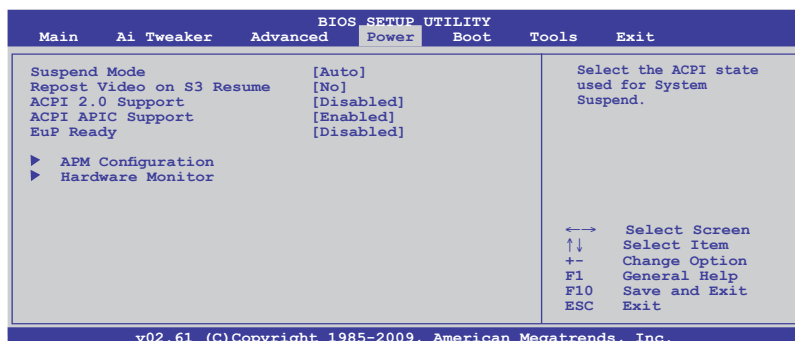 BIOS SETUP UTILITY
Main Ai Tweaker Advanced Power Boot Tools Exit
Suspend Mode [Auto]
Repost Video on S3 Resume [No]
ACPI 2.0 Support [Disabled]
ACPI APIC Support [Enabled]
EuP Ready [Disabled]
▶ APM Configuration
▶ Hardware Monitor
Select the ACPI state
used for System
Suspend.
←→ Select Screen
↑↓ Select Item
+- Change Option
F1 General Help
F10 Save and Exit
ESC Exit
v02.61 (C)Copyright 1985-2009, American Megatrends, Inc.